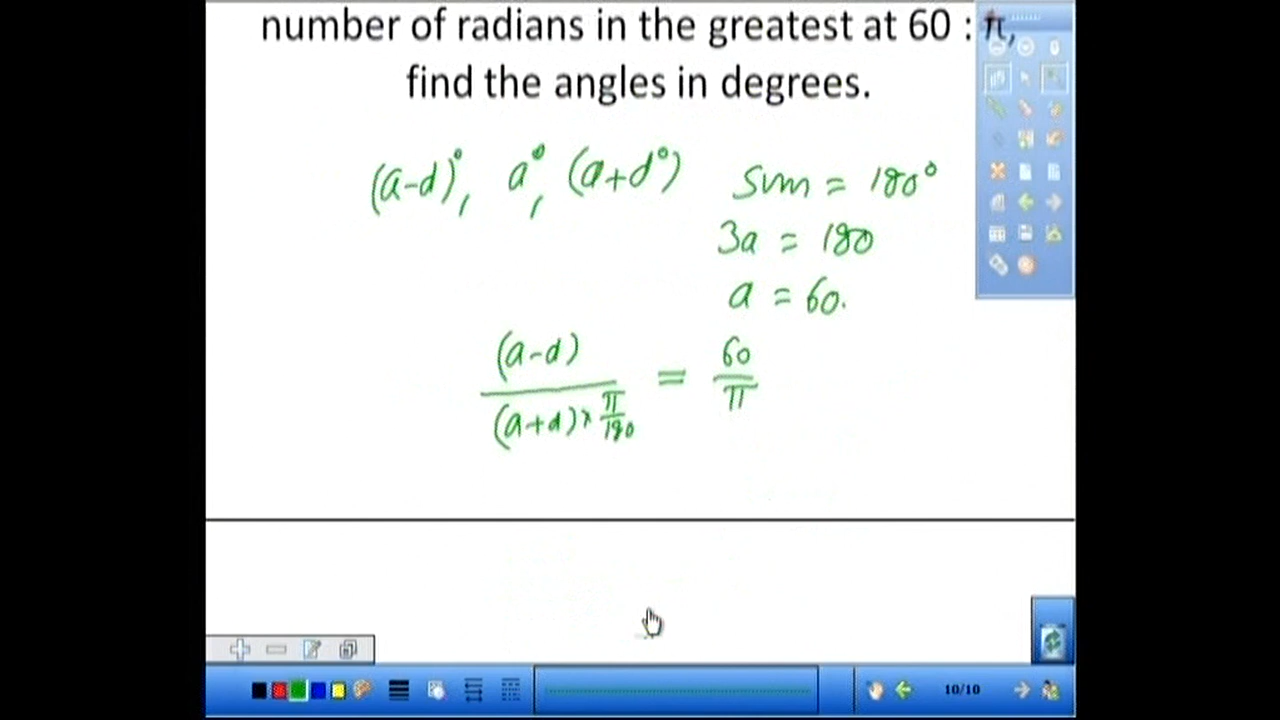 number of radians in the greatest at 60 : π,
find the angles in degrees.
(a-d)°, a°, (a+d°) Sum = 180°
3a = 180
a = 60.
(a-d)
(a+d) × π/180 = 60/π
10/10